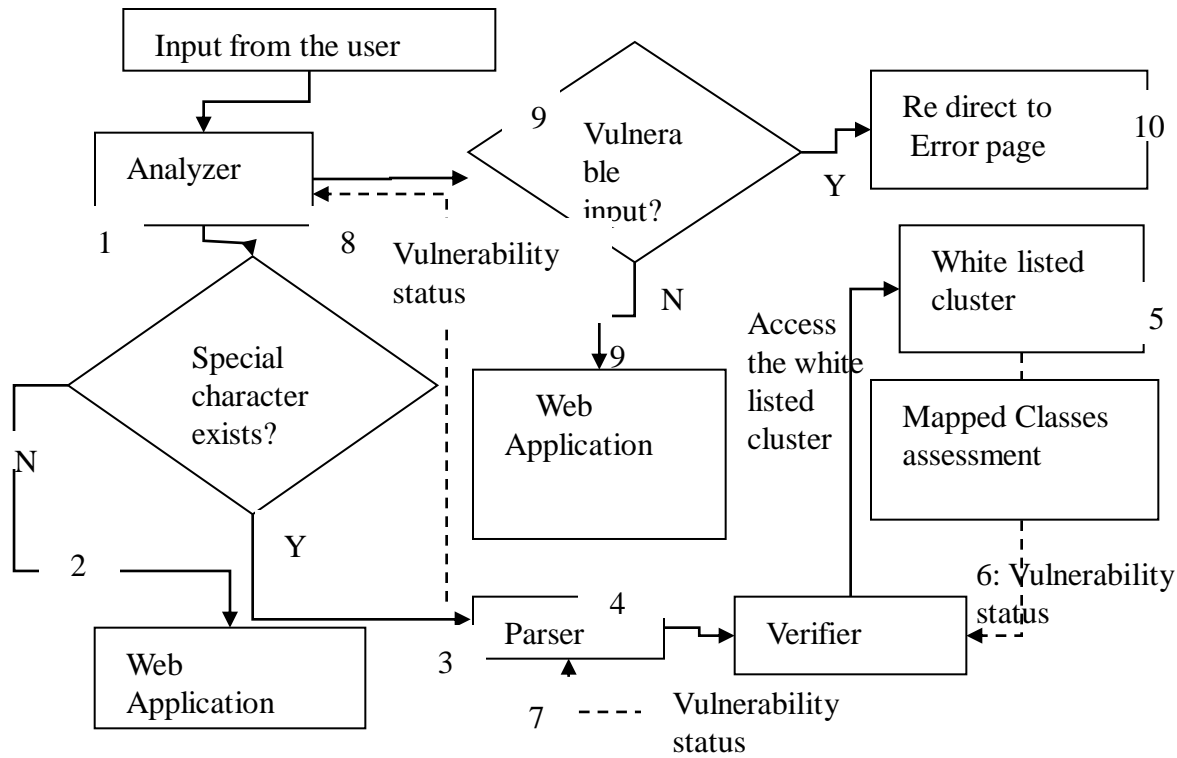 Input from the user
Analyzer
1
8
Vulnerability
status
9
Vulnera
ble
input?
Y
N
Re direct to
Error page
10
White listed
cluster
5
Access
the white
listed
cluster
Mapped Classes
assessment
6: Vulnerability
status
Special
character
exists?
N
2
Y
Web
Application
9
Web
Application
3
Parser
4
Verifier
7
Vulnerability
status